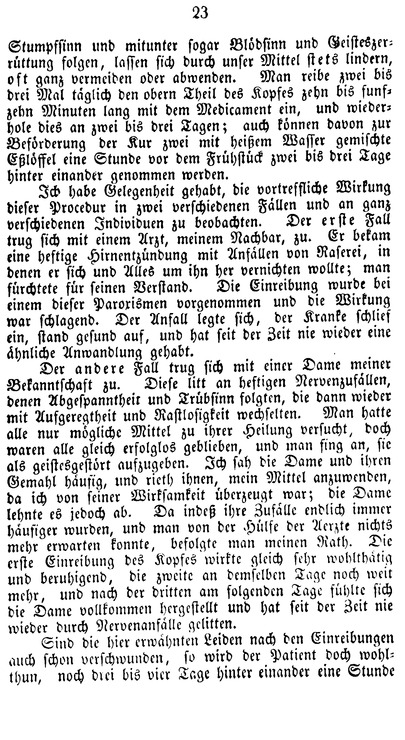 23
Stumpfsinn und mitunter sogar Blödsinn und Geisteszer-
rüttung folgen, lassen sich durch unser Mittel stets lindern,
oft ganz vermeiden oder abwenden. Man reibe zwei bis
drei Mal täglich den obern Theil des Kopfes zehn bis funf-
zehn Minuten lang mit dem Medicament ein, und wieder-
hole dies an zwei bis drei Tagen; auch können davon zur
Beförderung der Kur zwei mit heißem Wasser gemischte
Eßlöffel eine Stunde vor dem Frühstück zwei bis drei Tage
hinter einander genommen werden.
Ich habe Gelegenheit gehabt, die vortreffliche Wirkung
dieser Procedur in zwei verschiedenen Fällen und an ganz
verschiedenen Individuen zu beobachten. Der erste Fall
trug sich mit einem Arzt, meinem Nachbar, zu. Er bekam
eine heftige Hirnentzündung mit Anfällen von Raserei, in
denen er sich und Alles um ihn her vernichten wollte; man
fürchtete für seinen Verstand. Die Einreibung wurde bei
einem dieser Paroxismen vorgenommen und die Wirkung
war schlagend. Der Anfall legte sich, der Kranke schlief
ein, stand gesund auf, und hat seit der Zeit nie wieder eine
ähnliche Anwandlung gehabt.
Der andere Fall trug sich mit einer Dame meiner
Bekanntschaft zu. Diese litt an heftigen Nervenzufällen,
denen Abgespanntheit und Trübsinn folgten, die dann wieder
mit Aufgeregtheit und Rastlosigkeit wechselten. Man hatte
alle nur mögliche Mittel zu ihrer Heilung versucht, doch
waren alle gleich erfolglos geblieben, und man fing an, sie
als geistesgestört aufzugeben. Ich sah die Dame und ihren
Gemahl häufig, und rieth ihnen, mein Mittel anzuwenden,
da ich von seiner Wirksamkeit überzeugt war; die Dame
lehnte es jedoch ab. Da indeß ihre Zufälle endlich immer
häufiger wurden, und man von der Hülfe der Aerzte nichts
mehr erwarten konnte, befolgte man meinen Rath. Die
erste Einreibung des Kopfes wirkte gleich sehr wohlthätig
und beruhigend, die zweite an demselben Tage noch weit
mehr, und nach der dritten am folgenden Tage fühlte sich
die Dame vollkommen hergestellt und hat seit der Zeit nie
wieder durch Nervenanfälle gelitten.
Sind die hier erwähnten Leiden nach den Einreibungen
auch schon verschwunden, so wird der Patient doch wohl-
thun, noch drei bis vier Tage hinter einander eine Stunde